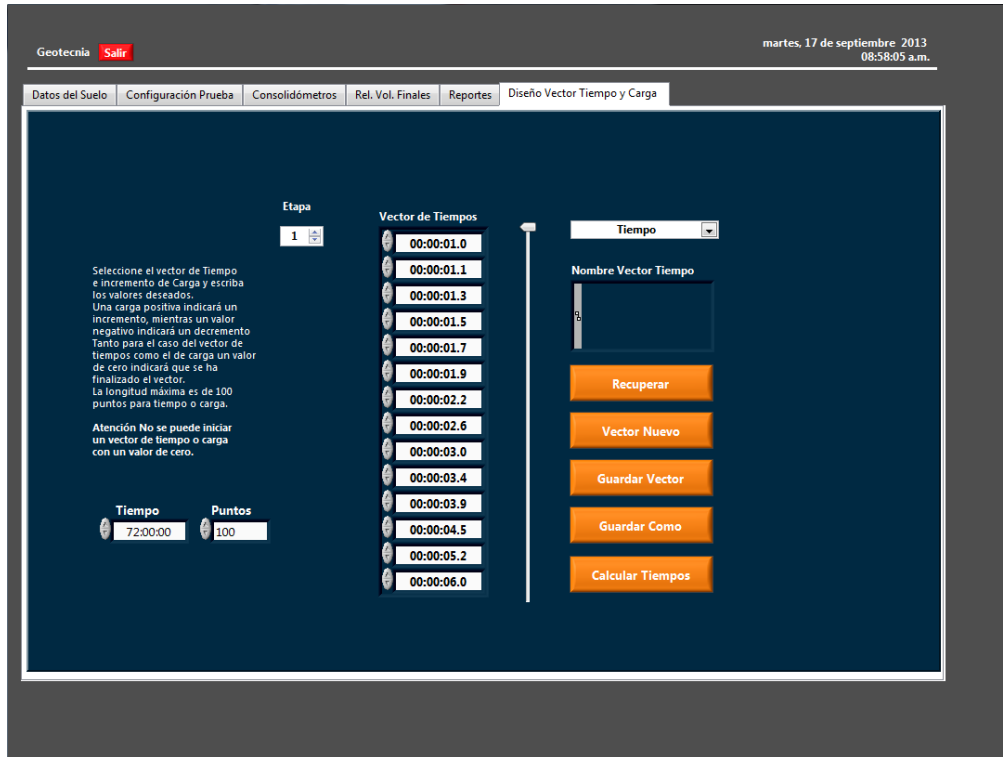 Geotecnia Salir
martes, 17 de septiembre 2013
08:58:05 a.m.
Datos del Suelo
Configuración Prueba
Consolidómetros
Rel. Vol. Finales
Reportes
Diseño Vector Tiempo y Carga
Etapa
1
Seleccione el vector de Tiempo
e incremento de Carga y escriba
los valores deseados.
Una carga positiva indicará un
incremento, mientras un valor
negativo indicará un decremento
Tanto para el caso del vector de
tiempos como el de carga un valor
de cero indicará que se ha
finalizado el vector.
La longitud máxima es de 100
puntos para tiempo o carga.
Atención No se puede iniciar
un vector de tiempo o carga
con un valor de cero.
Tiempo
72:00:00
Puntos
100
Vector de Tiempos
00:00:01.0
00:00:01.1
00:00:01.3
00:00:01.5
00:00:01.7
00:00:01.9
00:00:02.2
00:00:02.6
00:00:03.0
00:00:03.4
00:00:03.9
00:00:04.5
00:00:05.2
00:00:06.0
Tiempo
Nombre Vector Tiempo
Recuperar
Vector Nuevo
Guardar Vector
Guardar Como
Calcular Tiempos